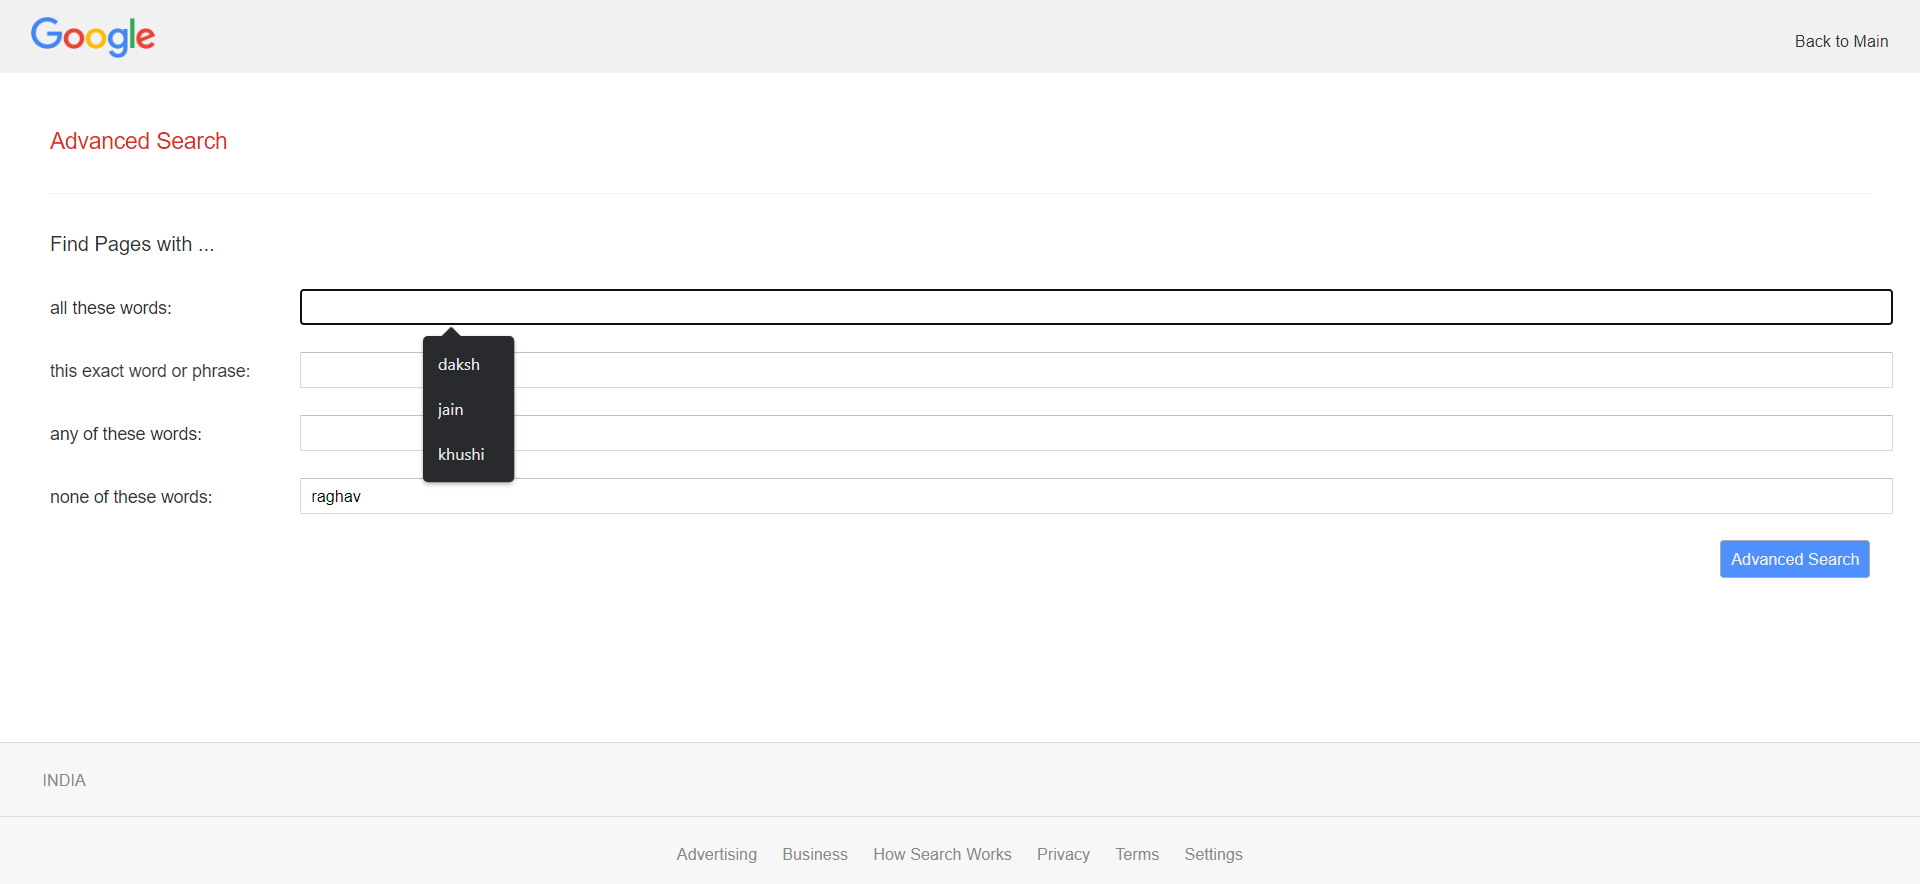 Google
Back to Main
Advanced Search
Find Pages with ...
all these words:
daksh
this exact word or phrase:
jain
any of these words:
khushi
none of these words: raghav
Advanced Search
INDIA
Advertising Business How Search Works Privacy Terms Settings